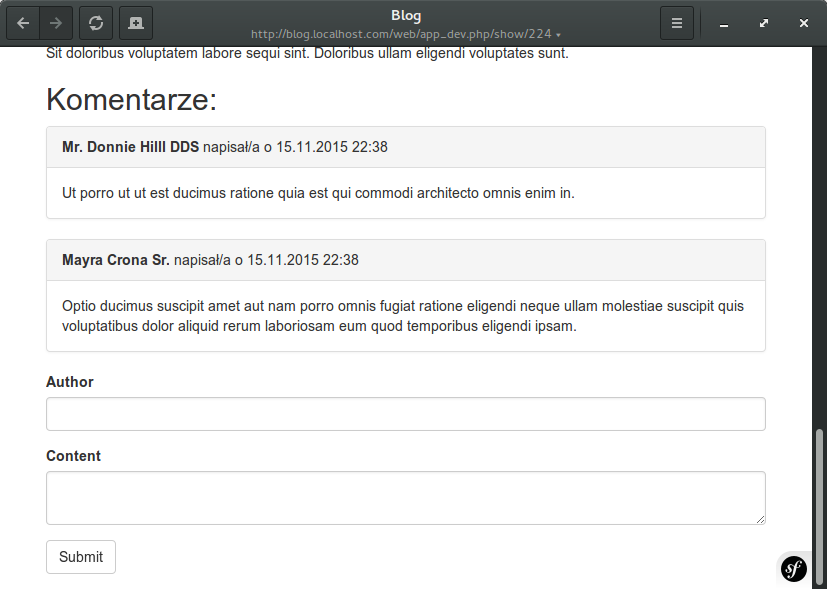 Blog
http://blog.localhost.com/web/app_dev.php/show/224
Sit doloribus voluptatem labore sequi sint. Doloribus ullam eligendi voluptates sunt.
Komentarze:
Mr. Donnie Hilll DDS napisał/a o 15.11.2015 22:38
Ut porro ut ut est ducimus ratione quia est qui commodi architecto omnis enim in.
Mayra Crona Sr. napisał/a o 15.11.2015 22:38
Optio ducimus suscipit amet aut nam porro omnis fugiat ratione eligendi neque ullam molestiae suscipit quis
voluptatibus dolor aliquid rerum laboriosam eum quod temporibus eligendi ipsam.
Author
Content
Submit
sf